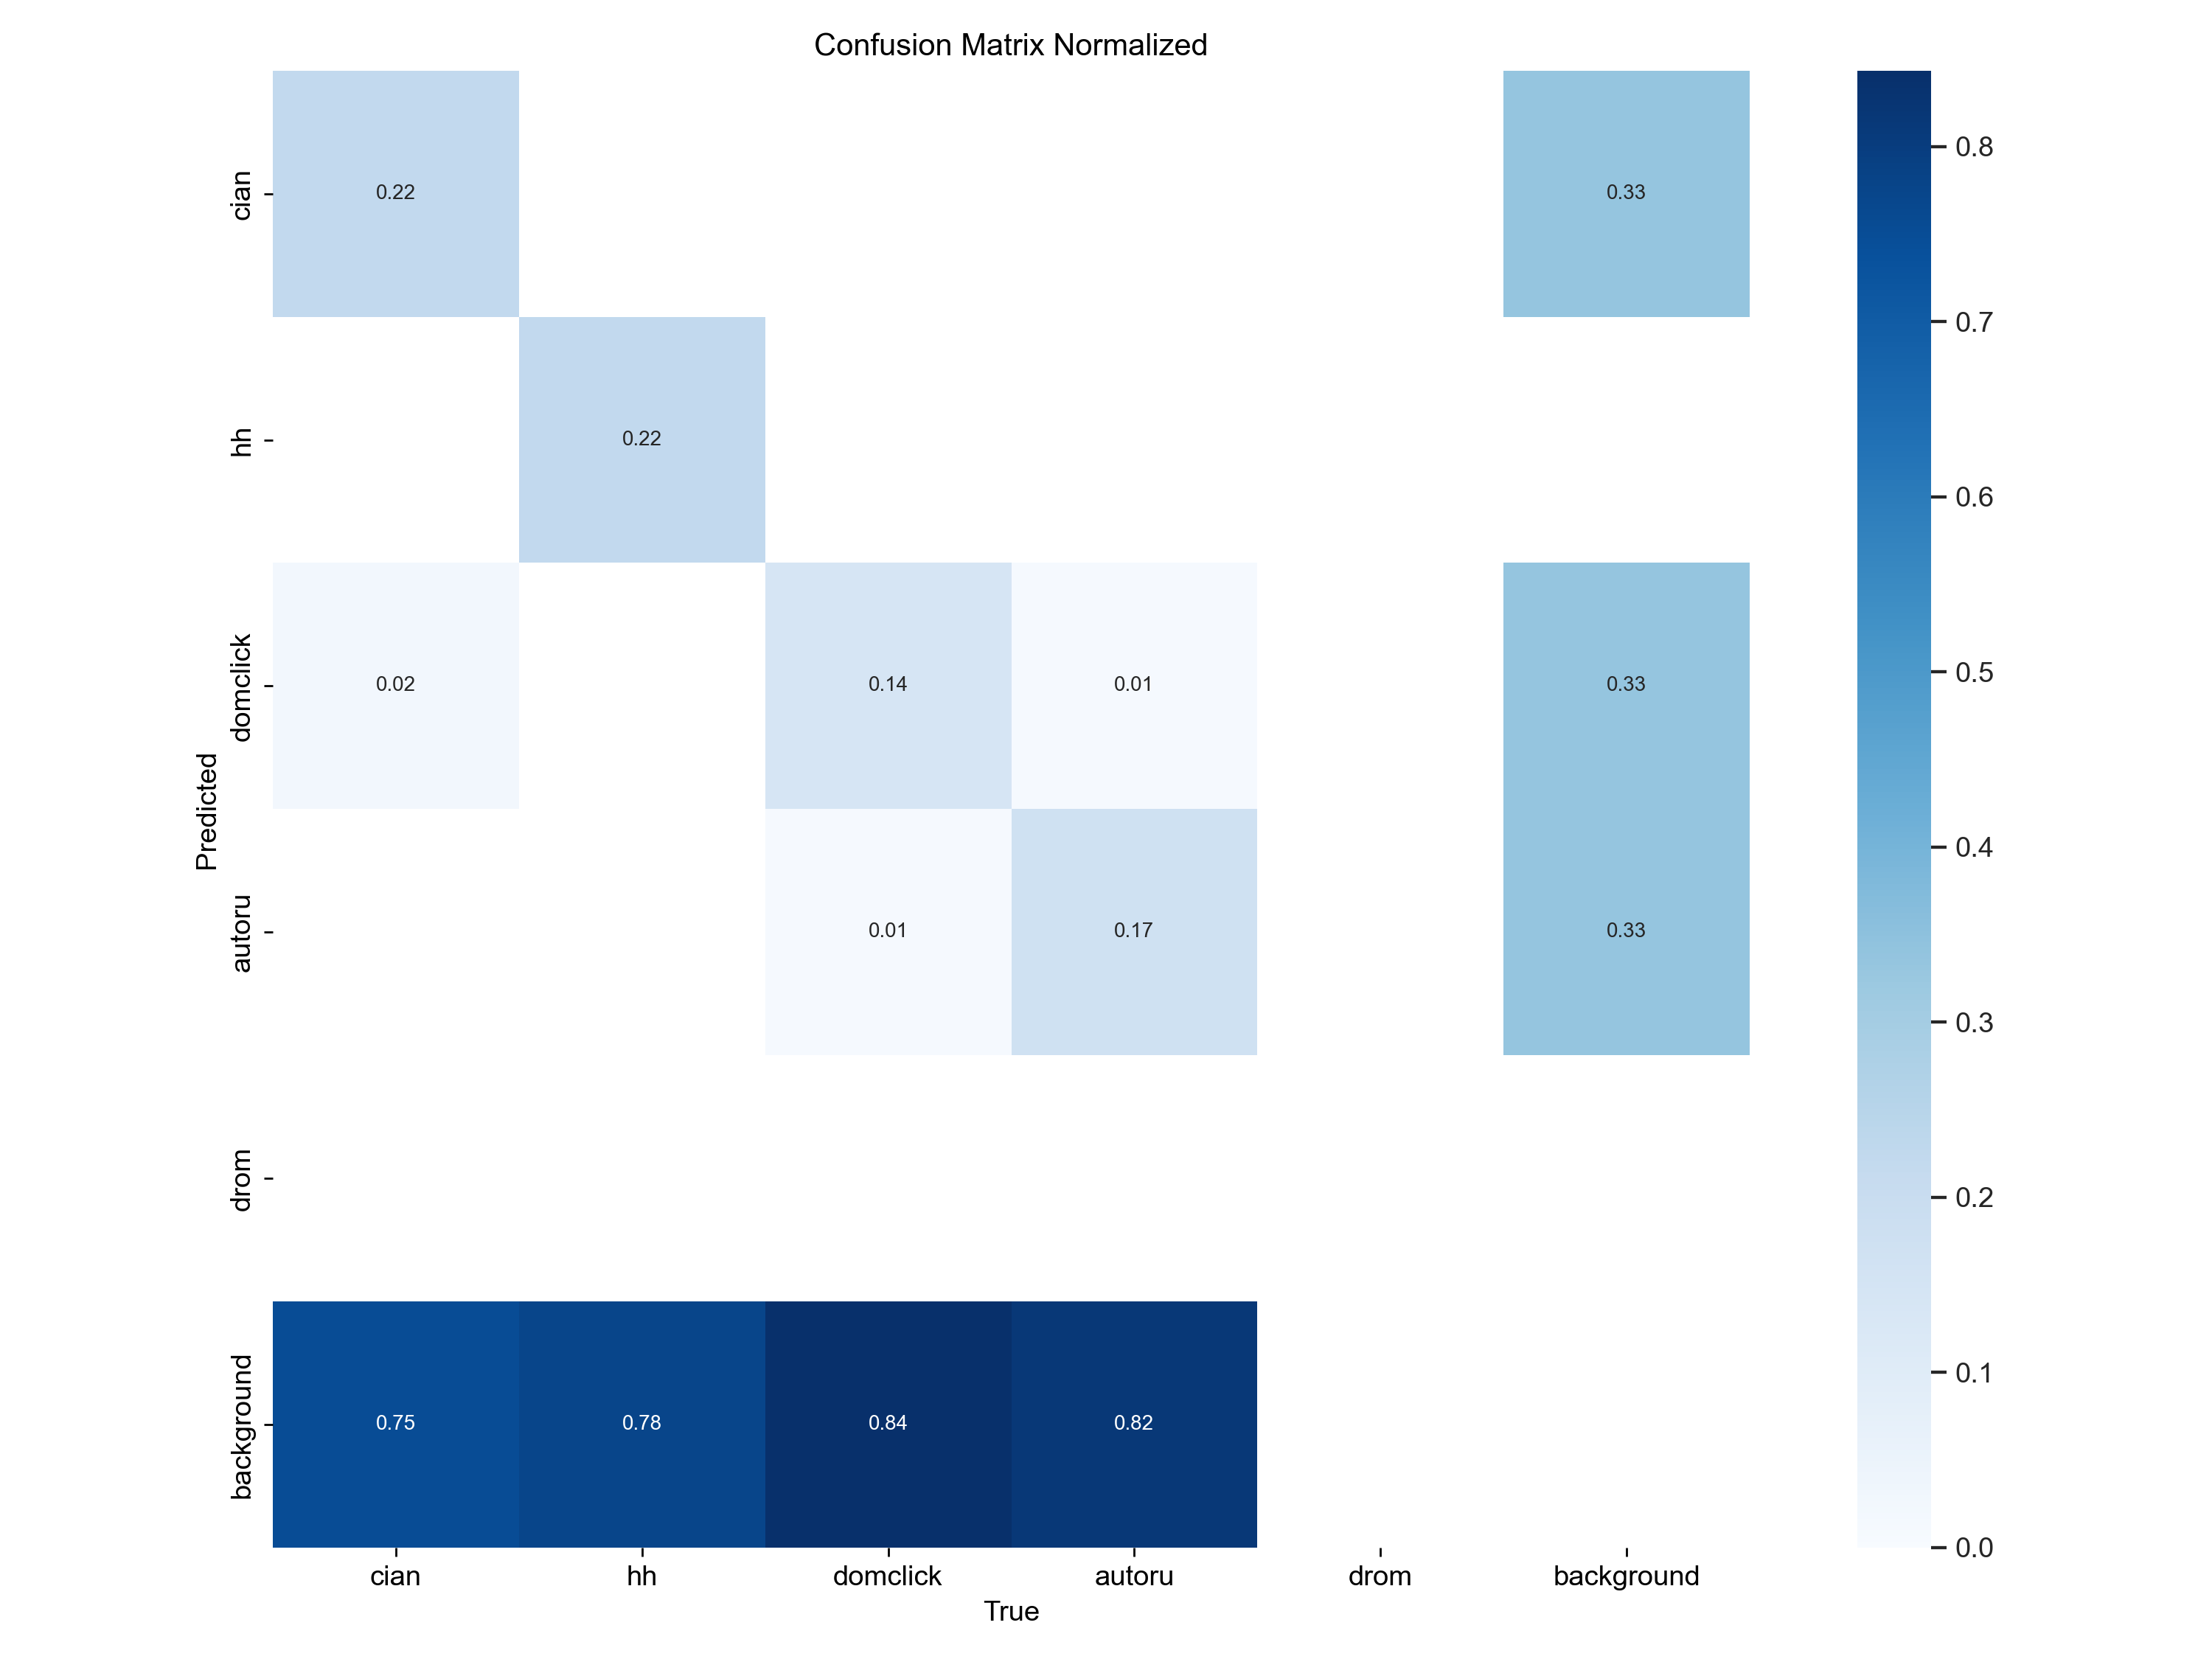 Confusion Matrix Normalized
cian
0.22
0.33
0.8
0.7
hh
0.22
0.6
domclick
0.02
0.14
0.01
0.33
0.5
Predicted
0.4
autoru
0.01
0.17
0.33
0.3
drom
0.2
background
0.75
0.78
0.84
0.82
0.1
0.0
cian
hh
domclick
autoru
drom
background
True